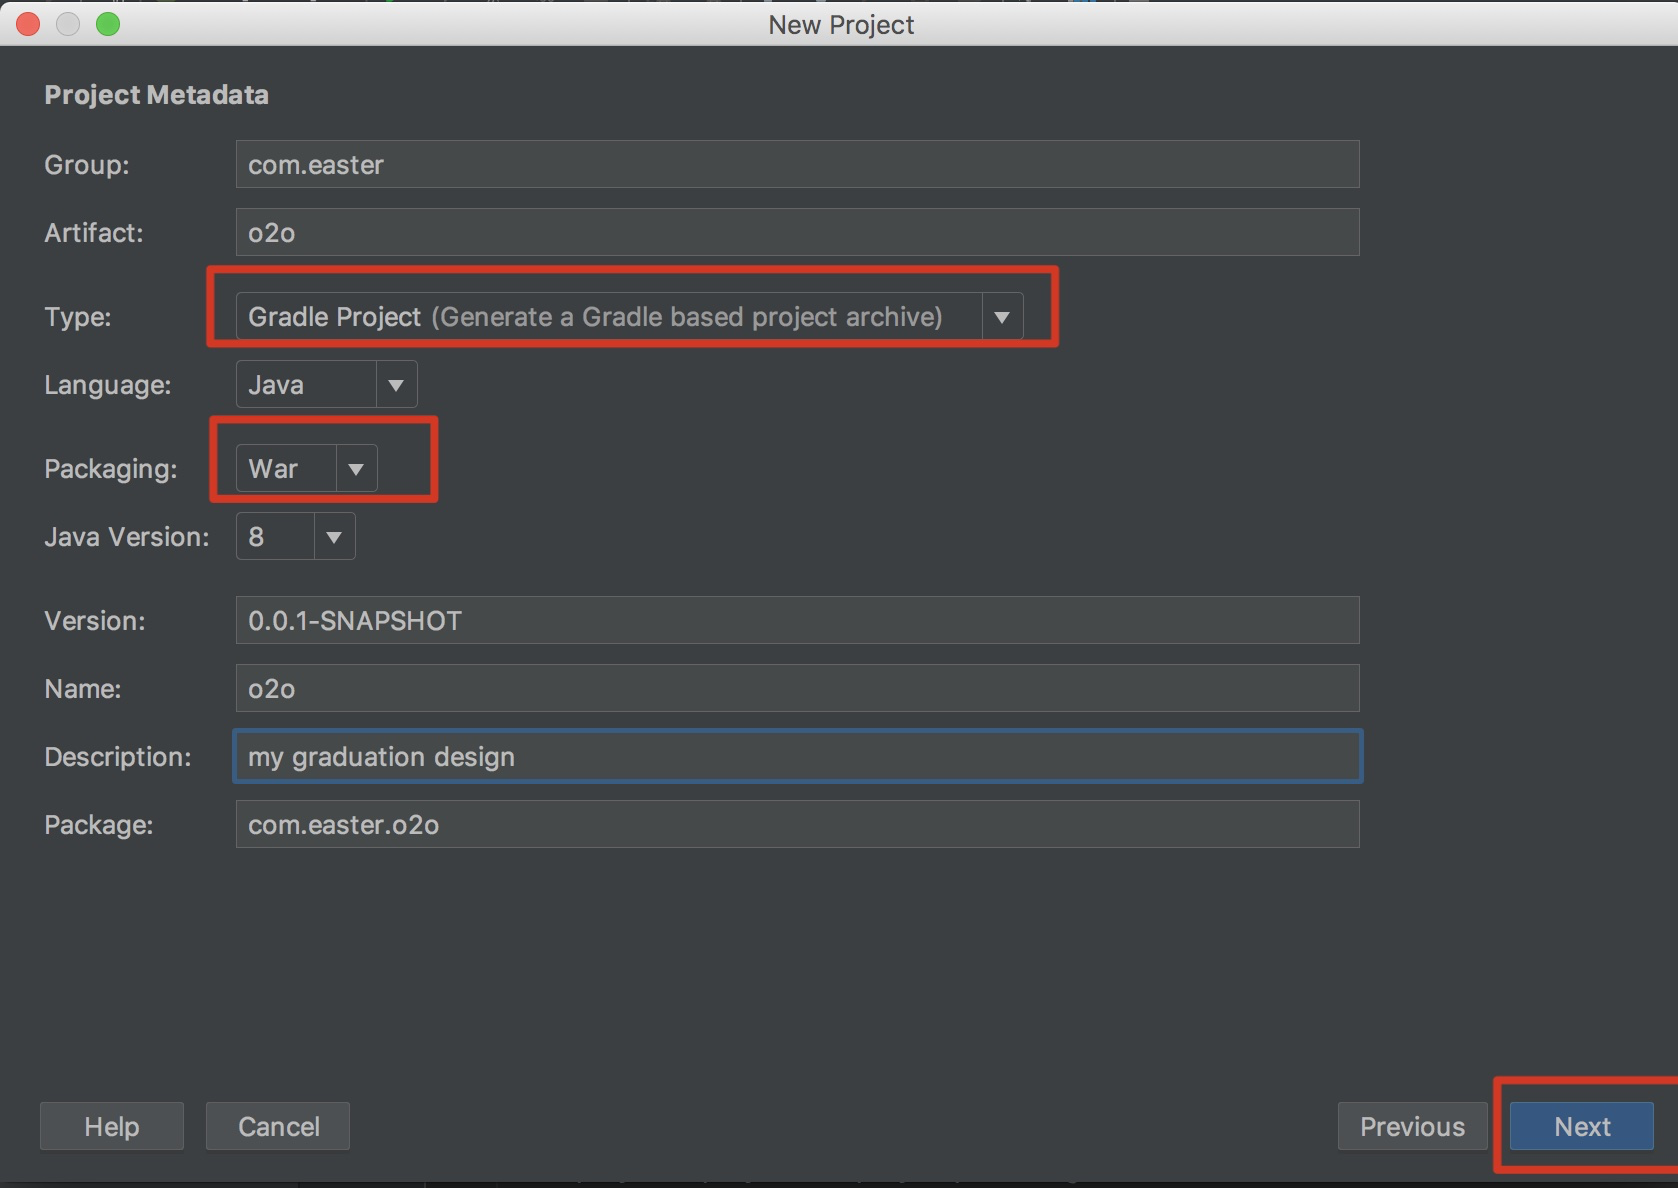 New Project
Project Metadata
Group: com.easter
Artifact: o2o
Type: Gradle Project (Generate a Gradle based project archive)
Language: Java
Packaging: War
Java Version: 8
Version: 0.0.1-SNAPSHOT
Name: o2o
Description: my graduation design
Package: com.easter.o2o
Help Cancel Previous Next